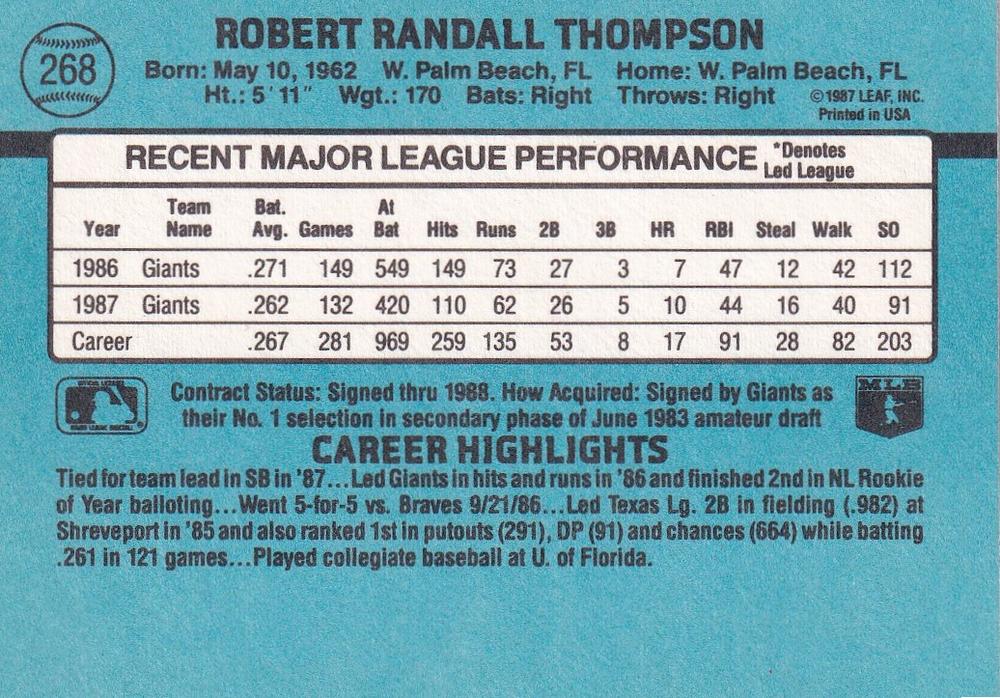 268
ROBERT RANDALL THOMPSON
Born: May 10, 1962 W. Palm Beach, FL Home: W. Palm Beach, FL
Ht.: 5' 11" Wgt.: 170 Bats: Right Throws: Right ©1987 LEAF, INC.
Printed in USA
RECENT MAJOR LEAGUE PERFORMANCE *Denotes Led League
Year Team Name Bat. Avg. Games At Bat Hits Runs 2B 3B HR RBI Steal Walk SO
1986 Giants .271 149 549 149 73 27 3 7 47 12 42 112
1987 Giants .262 132 420 110 62 26 5 10 44 16 40 91
Career .267 281 969 259 135 53 8 17 91 28 82 203
Contract Status: Signed thru 1988. How Acquired: Signed by Giants as
their No. 1 selection in secondary phase of June 1983 amateur draft
MLB
CAREER HIGHLIGHTS
Tied for team lead in SB in '87...Led Giants in hits and runs in '86 and finished 2nd in NL Rookie
of Year balloting...Went 5-for-5 vs. Braves 9/21/86...Led Texas Lg. 2B in fielding (.982) at
Shreveport in '85 and also ranked 1st in putouts (291), DP (91) and chances (664) while batting
.261 in 121 games...Played collegiate baseball at U. of Florida.